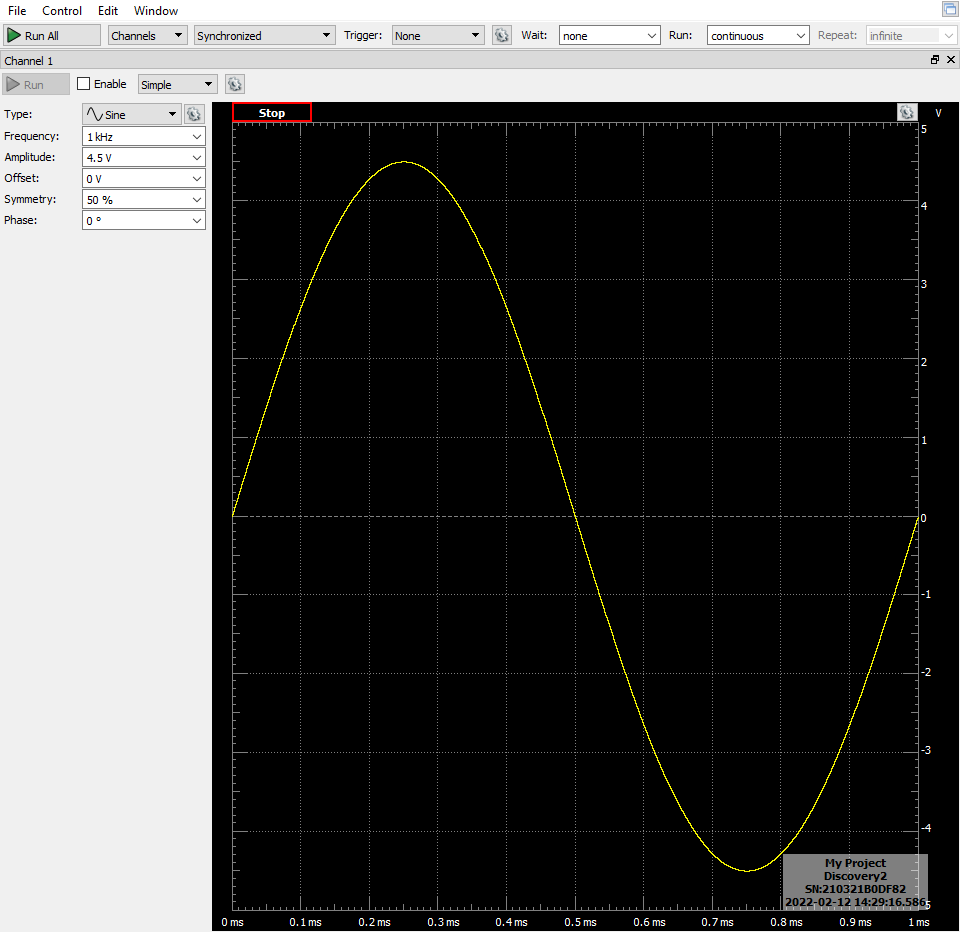 File Control Edit Window
Run All Channels Synchronized Trigger: None Wait: none Run: continuous Repeat: infinite
Channel 1
Run Enable Simple
Type: Sine
Frequency: 1 kHz
Amplitude: 4.5 V
Offset: 0 V
Symmetry: 50 %
Phase: 0 °
Stop V
5
4
3
2
1
0
-1
-2
-3
-4
-5
My Project
Discovery2
SN:210321B0DF82
2022-02-12 14:29:16.586
0 ms 0.1 ms 0.2 ms 0.3 ms 0.4 ms 0.5 ms 0.6 ms 0.7 ms 0.8 ms 0.9 ms 1 ms